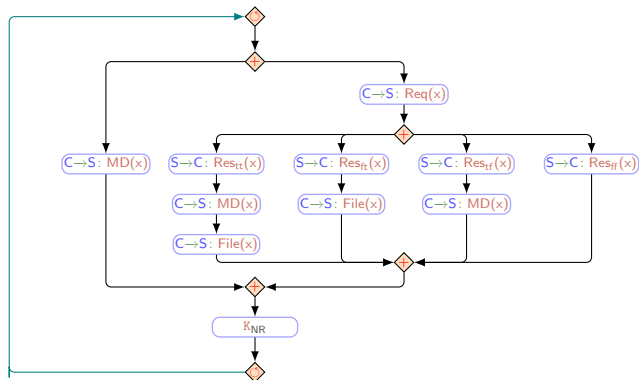 ↺
+
C→S: Req(x)
+
C→S: MD(x)
S→C: Res_tt(x)
S→C: Res_ft(x)
S→C: Res_tf(x)
S→C: Res_ff(x)
C→S: MD(x)
C→S: File(x)
C→S: MD(x)
C→S: File(x)
+
+
K_NR
↺